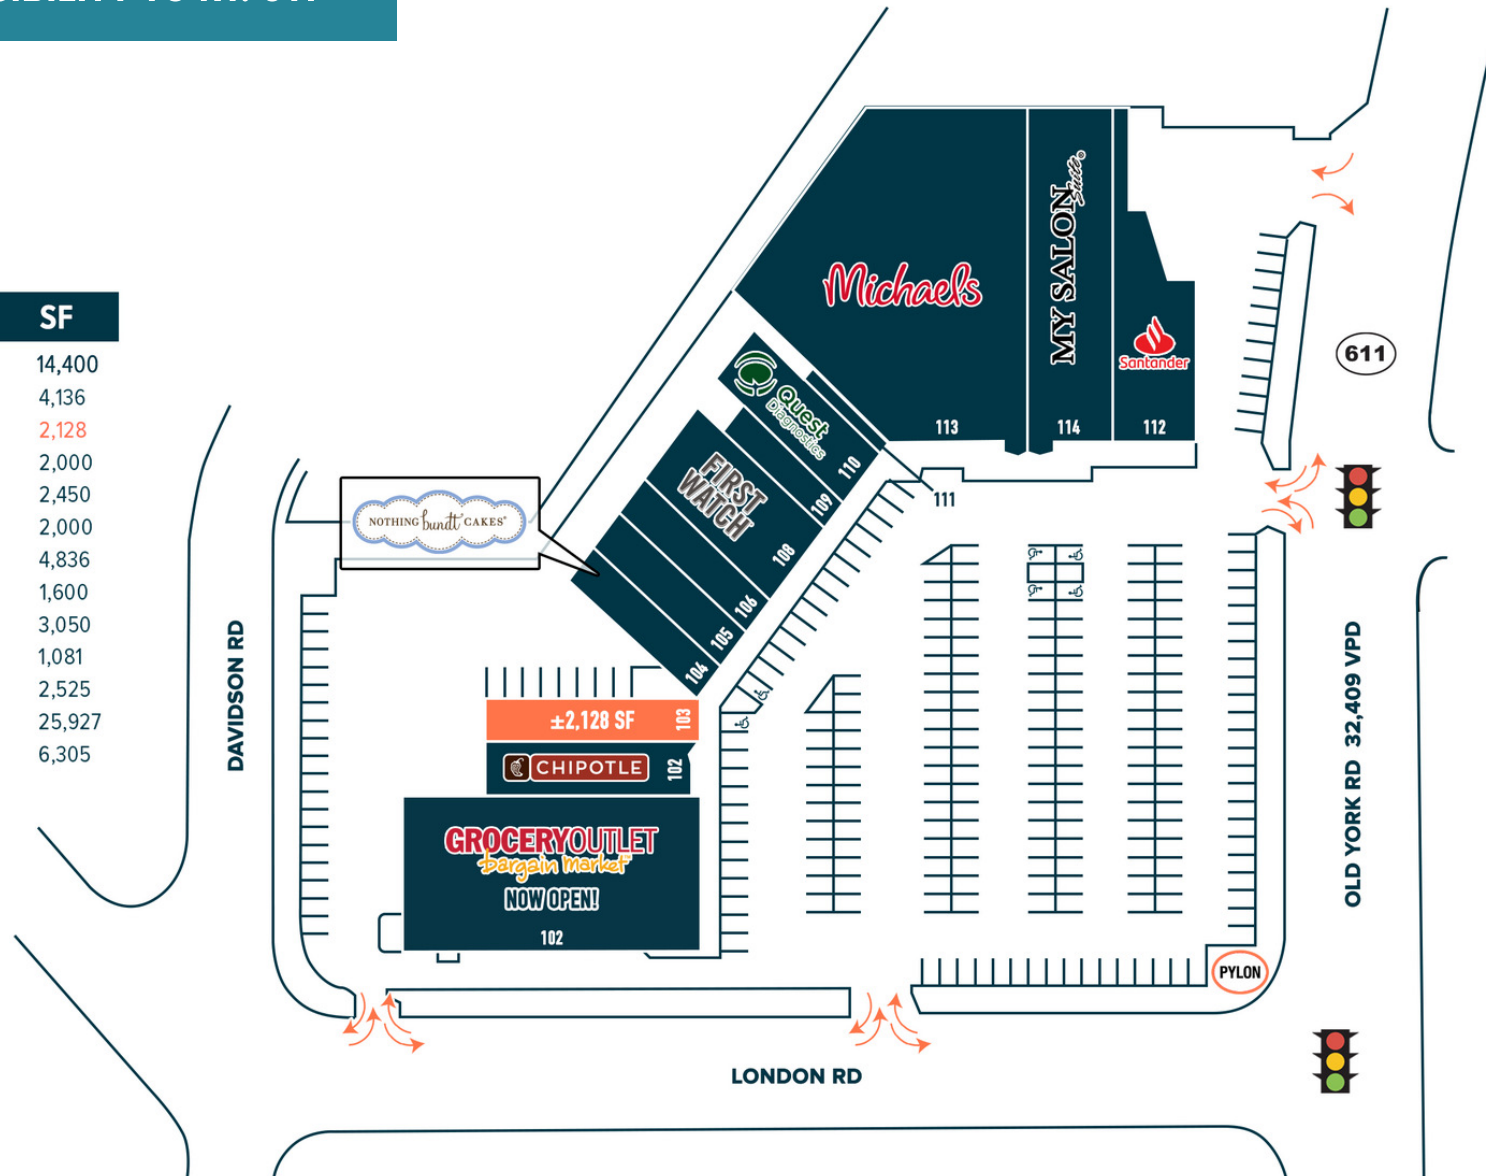 SF
14,400
4,136
2,128
2,000
2,450
2,000
4,836
1,600
3,050
1,081
2,525
25,927
6,305
Michaels
113
MY SALON
Suite®
114
Santander
112
611
Quest
Diagnostics
110
111
109
FIRST
WATCH
108
106
105
104
NOTHING bundt CAKES®
±2,128 SF
103
CHIPOTLE
102
GROCERY OUTLET
bargain market
NOW OPEN!
102
DAVIDSON RD
OLD YORK RD 32,409 VPD
PYLON
LONDON RD